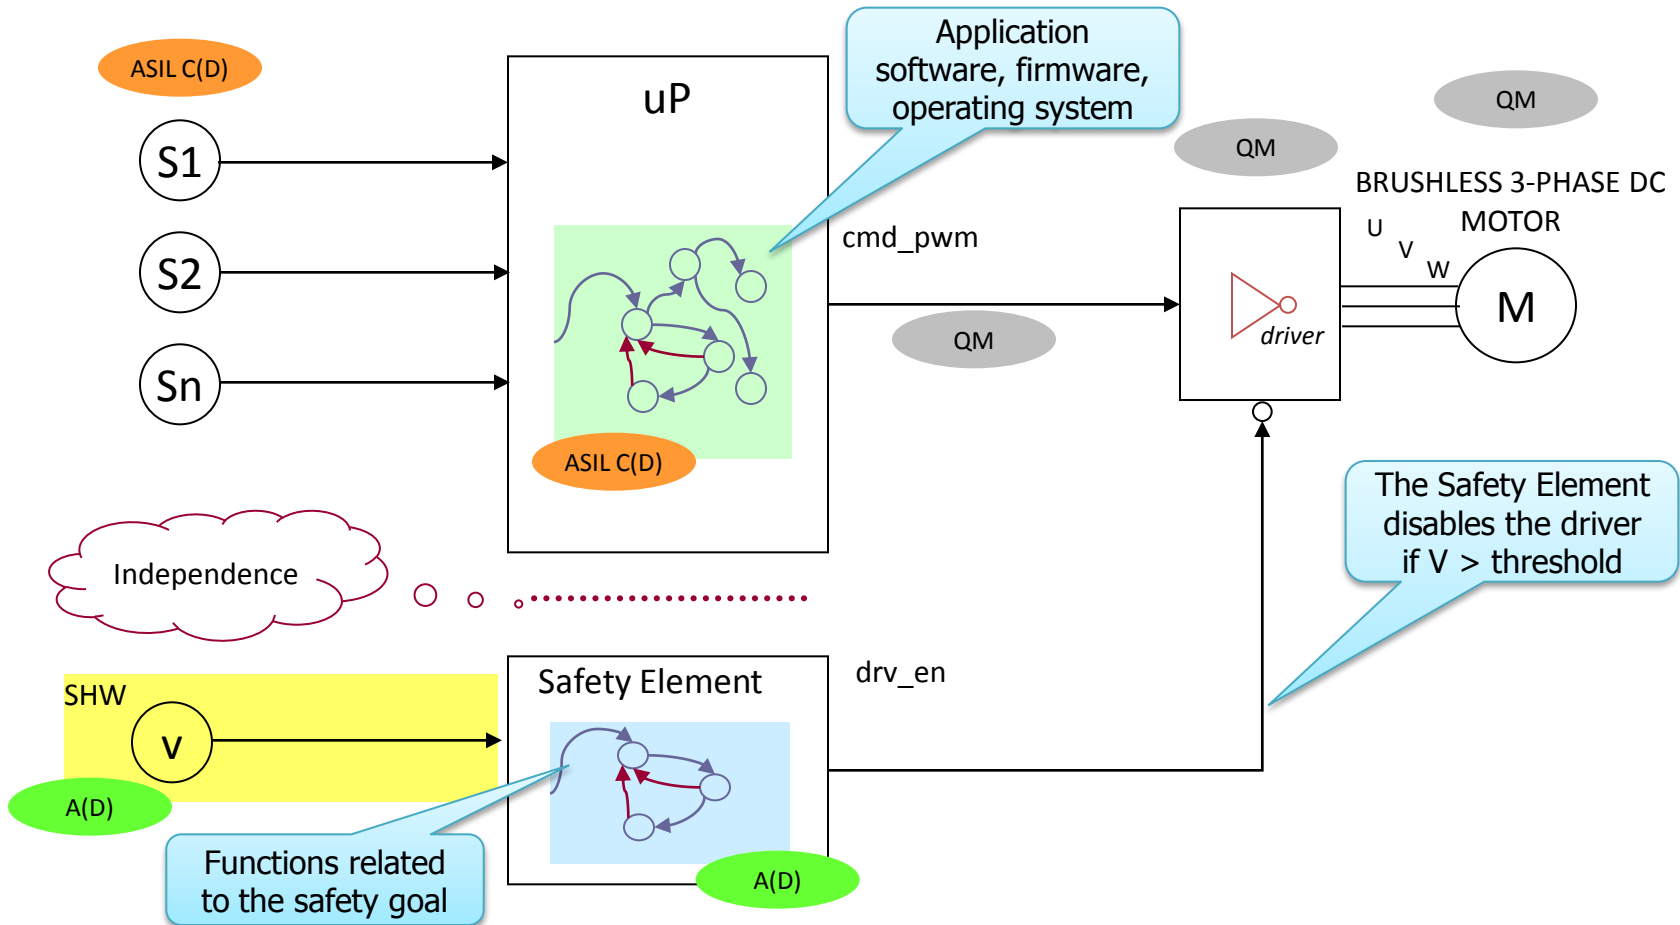 ASIL C(D)
S1
S2
Sn
uP
Application
software, firmware,
operating system
ASIL C(D)
cmd_pwm
QM
QM
QM
BRUSHLESS 3-PHASE DC
MOTOR
U
V
W
M
driver
The Safety Element
disables the driver
if V > threshold
Independence
SHW
v
A(D)
Safety Element
drv_en
A(D)
Functions related
to the safety goal